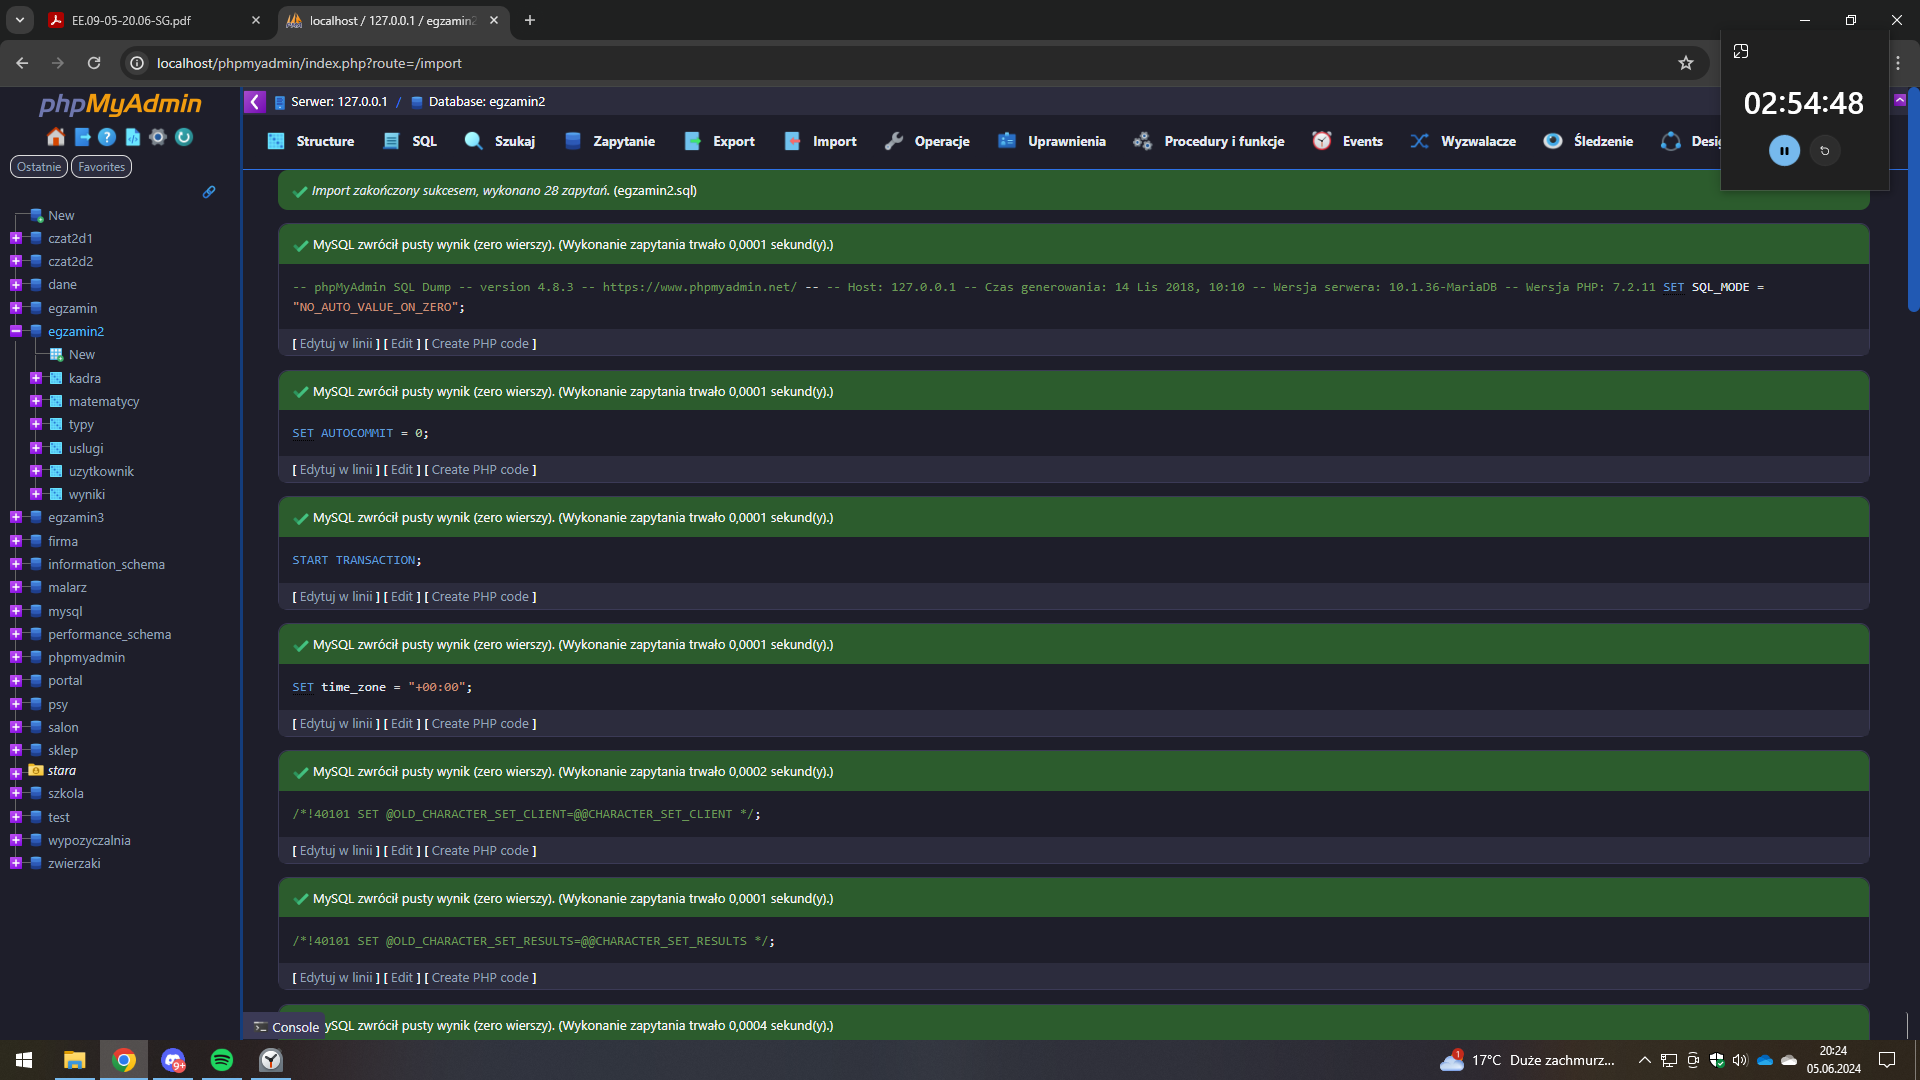 EE.09-05-20.06-SG.pdf
localhost / 127.0.0.1 / egzamin2
localhost/phpmyadmin/index.php?route=/import
02:54:48
phpMyAdmin
Ostatnie Favorites
New
czat2d1
czat2d2
dane
egzamin
egzamin2
New
kadra
matematycy
typy
uslugi
uzytkownik
wyniki
egzamin3
firma
information_schema
malarz
mysql
performance_schema
phpmyadmin
portal
psy
salon
sklep
stara
szkola
test
wypozyczalnia
zwierzaki
Serwer: 127.0.0.1 / Database: egzamin2
Structure SQL Szukaj Zapytanie Export Import Operacje Uprawnienia Procedury i funkcje Events Wyzwalacze Śledzenie
Import zakończony sukcesem, wykonano 28 zapytań. (egzamin2.sql)
MySQL zwrócił pusty wynik (zero wierszy). (Wykonanie zapytania trwało 0,0001 sekund(y).)
-- phpMyAdmin SQL Dump -- version 4.8.3 -- https://www.phpmyadmin.net/ -- -- Host: 127.0.0.1 -- Czas generowania: 14 Lis 2018, 10:10 -- Wersja serwera: 10.1.36-MariaDB -- Wersja PHP: 7.2.11 SET SQL_MODE =
"NO_AUTO_VALUE_ON_ZERO";
[ Edytuj w linii ] [ Edit ] [ Create PHP code ]
MySQL zwrócił pusty wynik (zero wierszy). (Wykonanie zapytania trwało 0,0001 sekund(y).)
SET AUTOCOMMIT = 0;
[ Edytuj w linii ] [ Edit ] [ Create PHP code ]
MySQL zwrócił pusty wynik (zero wierszy). (Wykonanie zapytania trwało 0,0001 sekund(y).)
START TRANSACTION;
[ Edytuj w linii ] [ Edit ] [ Create PHP code ]
MySQL zwrócił pusty wynik (zero wierszy). (Wykonanie zapytania trwało 0,0001 sekund(y).)
SET time_zone = "+00:00";
[ Edytuj w linii ] [ Edit ] [ Create PHP code ]
MySQL zwrócił pusty wynik (zero wierszy). (Wykonanie zapytania trwało 0,0002 sekund(y).)
/*!40101 SET @OLD_CHARACTER_SET_CLIENT=@@CHARACTER_SET_CLIENT */;
[ Edytuj w linii ] [ Edit ] [ Create PHP code ]
MySQL zwrócił pusty wynik (zero wierszy). (Wykonanie zapytania trwało 0,0001 sekund(y).)
/*!40101 SET @OLD_CHARACTER_SET_RESULTS=@@CHARACTER_SET_RESULTS */;
[ Edytuj w linii ] [ Edit ] [ Create PHP code ]
Console
ySQL zwrócił pusty wynik (zero wierszy). (Wykonanie zapytania trwało 0,0004 sekund(y).)
9+
1
17°C Duże zachmurz...
20:24
05.06.2024